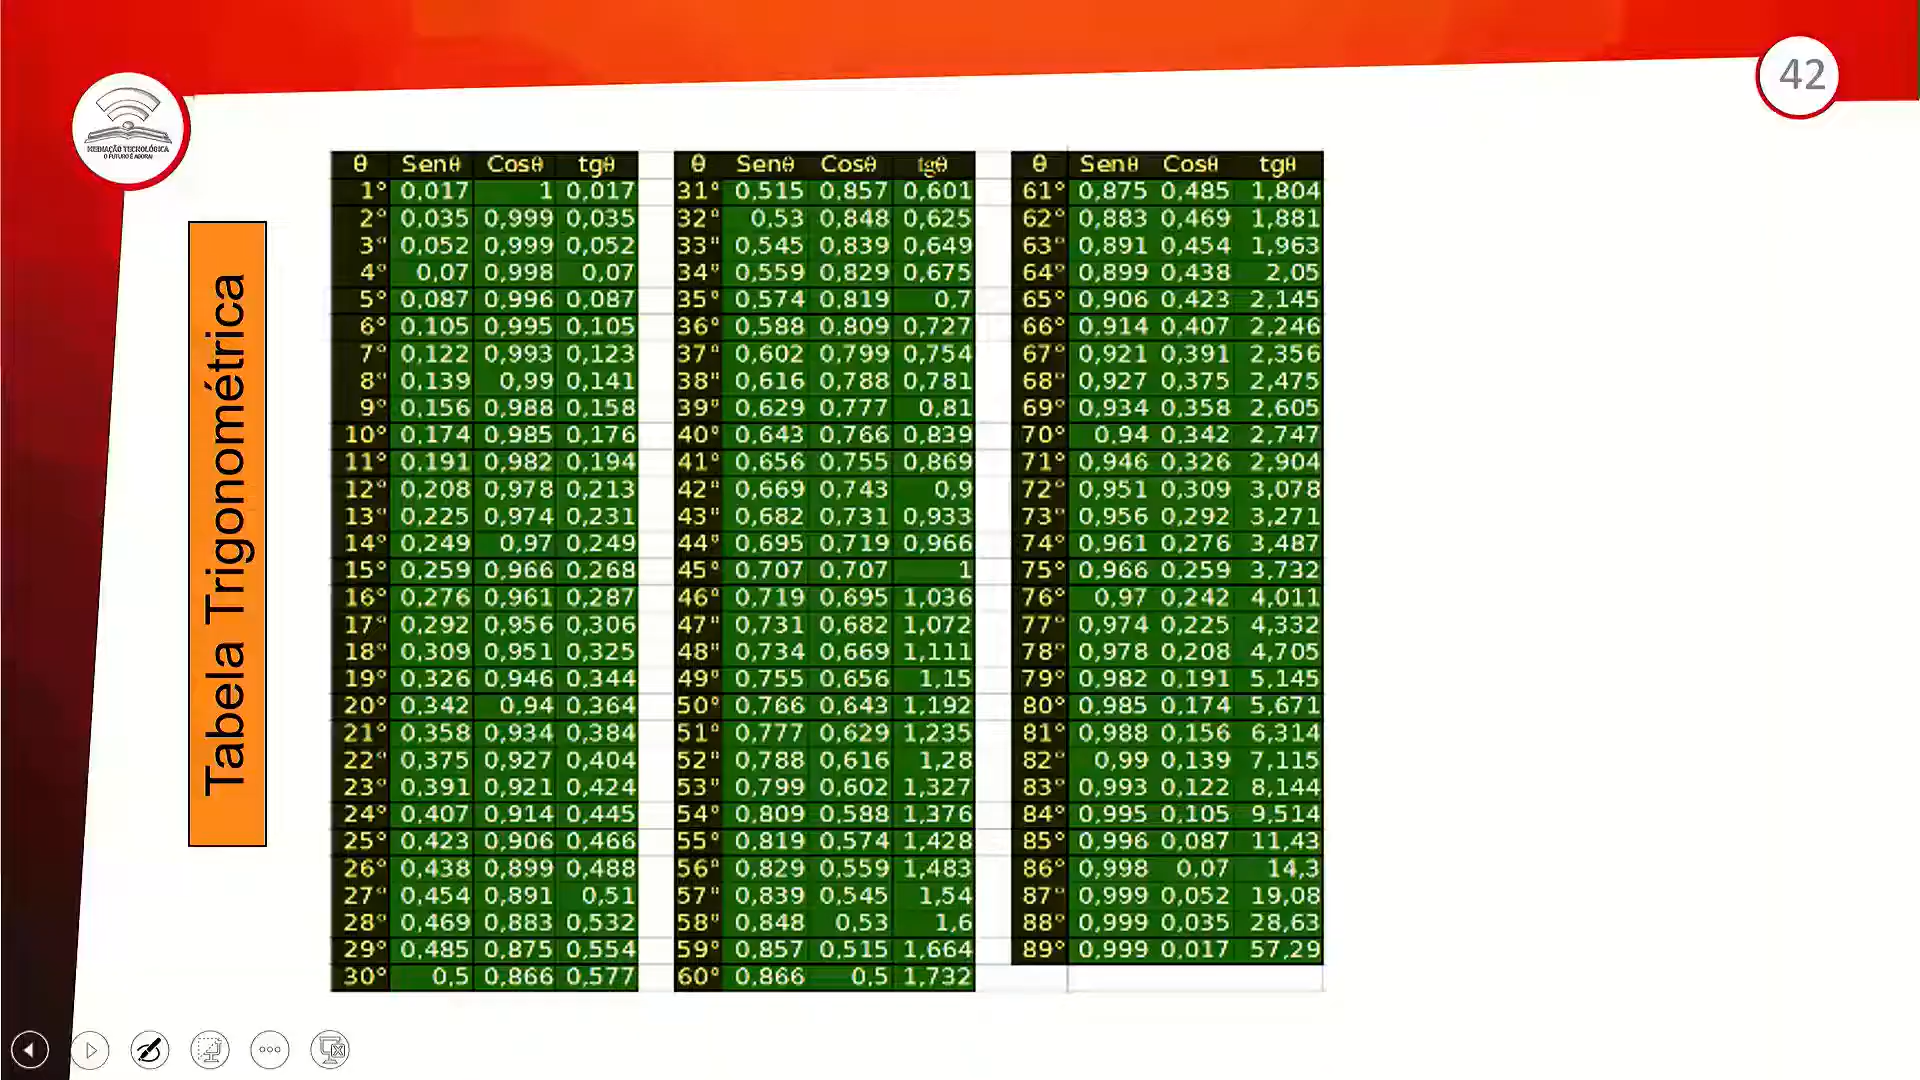 42
MEDIAÇÃO TECNOLÓGICA
O FUTURO É AGORA!
Tabela Trigonométrica
θ Senθ Cosθ tgθ
1° 0,017 1 0,017
2° 0,035 0,999 0,035
3° 0,052 0,999 0,052
4° 0,07 0,998 0,07
5° 0,087 0,996 0,087
6° 0,105 0,995 0,105
7° 0,122 0,993 0,123
8° 0,139 0,99 0,141
9° 0,156 0,988 0,158
10° 0,174 0,985 0,176
11° 0,191 0,982 0,194
12° 0,208 0,978 0,213
13° 0,225 0,974 0,231
14° 0,249 0,97 0,249
15° 0,259 0,966 0,268
16° 0,276 0,961 0,287
17° 0,292 0,956 0,306
18° 0,309 0,951 0,325
19° 0,326 0,946 0,344
20° 0,342 0,94 0,364
21° 0,358 0,934 0,384
22° 0,375 0,927 0,404
23° 0,391 0,921 0,424
24° 0,407 0,914 0,445
25° 0,423 0,906 0,466
26° 0,438 0,899 0,488
27° 0,454 0,891 0,51
28° 0,469 0,883 0,532
29° 0,485 0,875 0,554
30° 0,5 0,866 0,577
θ Senθ Cosθ tgθ
31° 0,515 0,857 0,601
32° 0,53 0,848 0,625
33° 0,545 0,839 0,649
34° 0,559 0,829 0,675
35° 0,574 0,819 0,7
36° 0,588 0,809 0,727
37° 0,602 0,799 0,754
38° 0,616 0,788 0,781
39° 0,629 0,777 0,81
40° 0,643 0,766 0,839
41° 0,656 0,755 0,869
42° 0,669 0,743 0,9
43° 0,682 0,731 0,933
44° 0,695 0,719 0,966
45° 0,707 0,707 1
46° 0,719 0,695 1,036
47° 0,731 0,682 1,072
48° 0,734 0,669 1,111
49° 0,755 0,656 1,15
50° 0,766 0,643 1,192
51° 0,777 0,629 1,235
52° 0,788 0,616 1,28
53° 0,799 0,602 1,327
54° 0,809 0,588 1,376
55° 0,819 0,574 1,428
56° 0,829 0,559 1,483
57° 0,839 0,545 1,54
58° 0,848 0,53 1,6
59° 0,857 0,515 1,664
60° 0,866 0,5 1,732
θ Senθ Cosθ tgθ
61° 0,875 0,485 1,804
62° 0,883 0,469 1,881
63° 0,891 0,454 1,963
64° 0,899 0,438 2,05
65° 0,906 0,423 2,145
66° 0,914 0,407 2,246
67° 0,921 0,391 2,356
68° 0,927 0,375 2,475
69° 0,934 0,358 2,605
70° 0,94 0,342 2,747
71° 0,946 0,326 2,904
72° 0,951 0,309 3,078
73° 0,956 0,292 3,271
74° 0,961 0,276 3,487
75° 0,966 0,259 3,732
76° 0,97 0,242 4,011
77° 0,974 0,225 4,332
78° 0,978 0,208 4,705
79° 0,982 0,191 5,145
80° 0,985 0,174 5,671
81° 0,988 0,156 6,314
82° 0,99 0,139 7,115
83° 0,993 0,122 8,144
84° 0,995 0,105 9,514
85° 0,996 0,087 11,43
86° 0,998 0,07 14,3
87° 0,999 0,052 19,08
88° 0,999 0,035 28,63
89° 0,999 0,017 57,29